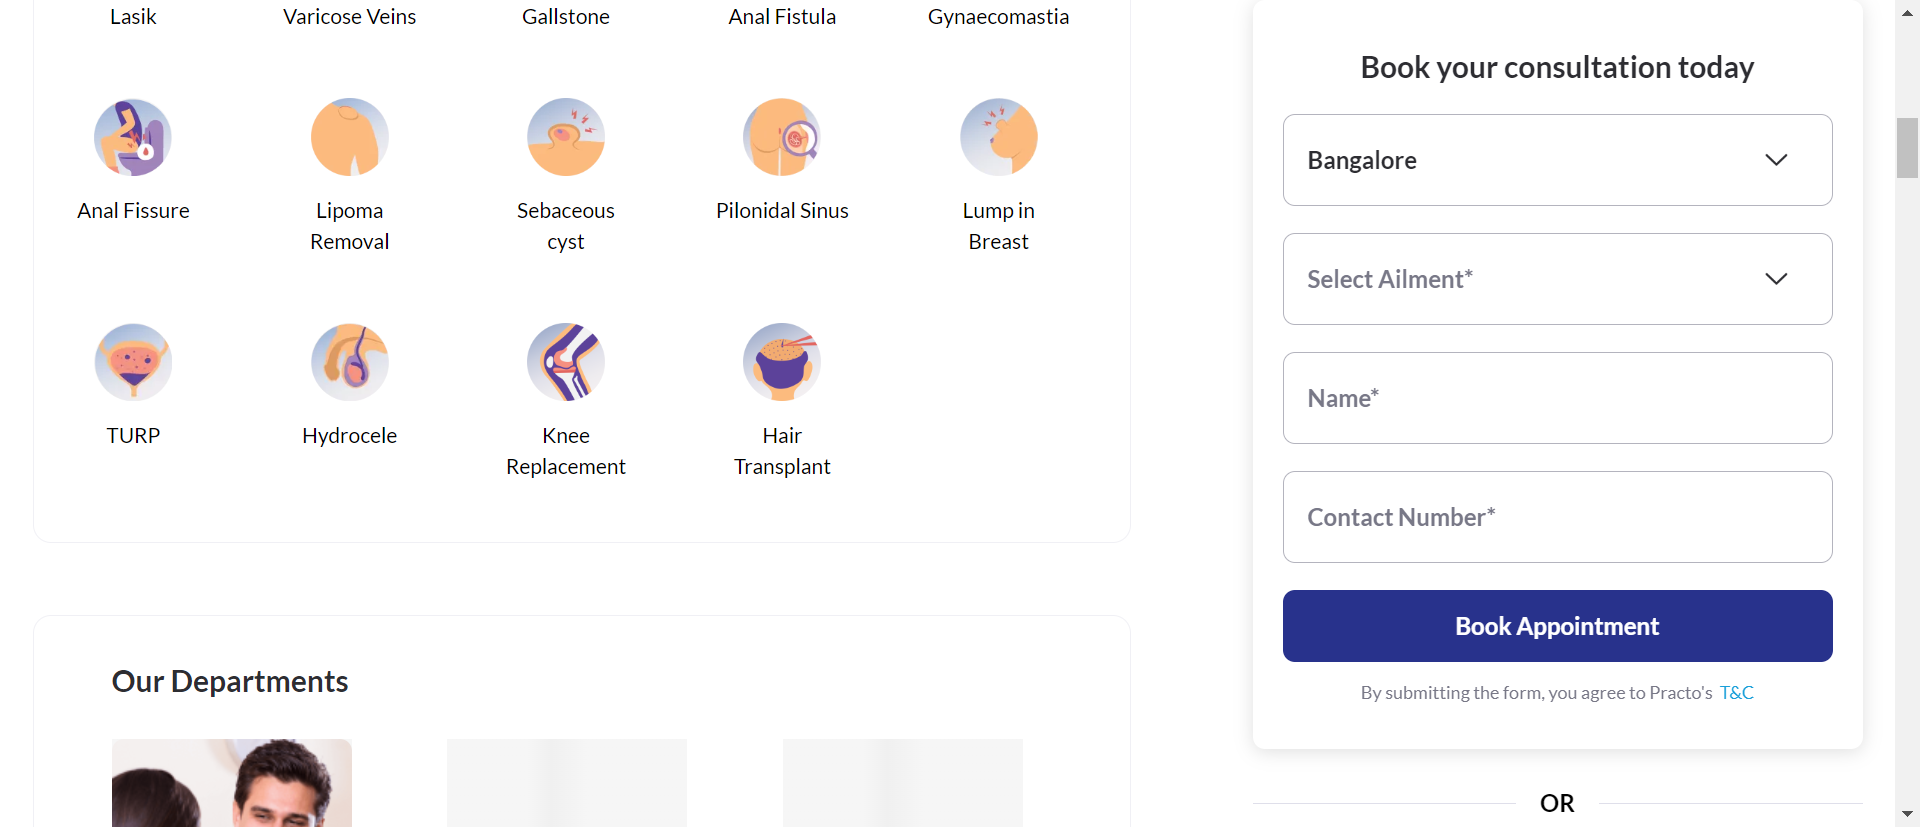 Lasik
Varicose Veins
Gallstone
Anal Fistula
Gynaecomastia
Anal Fissure
Lipoma
Removal
Sebaceous
cyst
Pilonidal Sinus
Lump in
Breast
TURP
Hydrocele
Knee
Replacement
Hair
Transplant
Our Departments
Book your consultation today
Bangalore
Select Ailment*
Name*
Contact Number*
Book Appointment
By submitting the form, you agree to Practo's T&C
OR